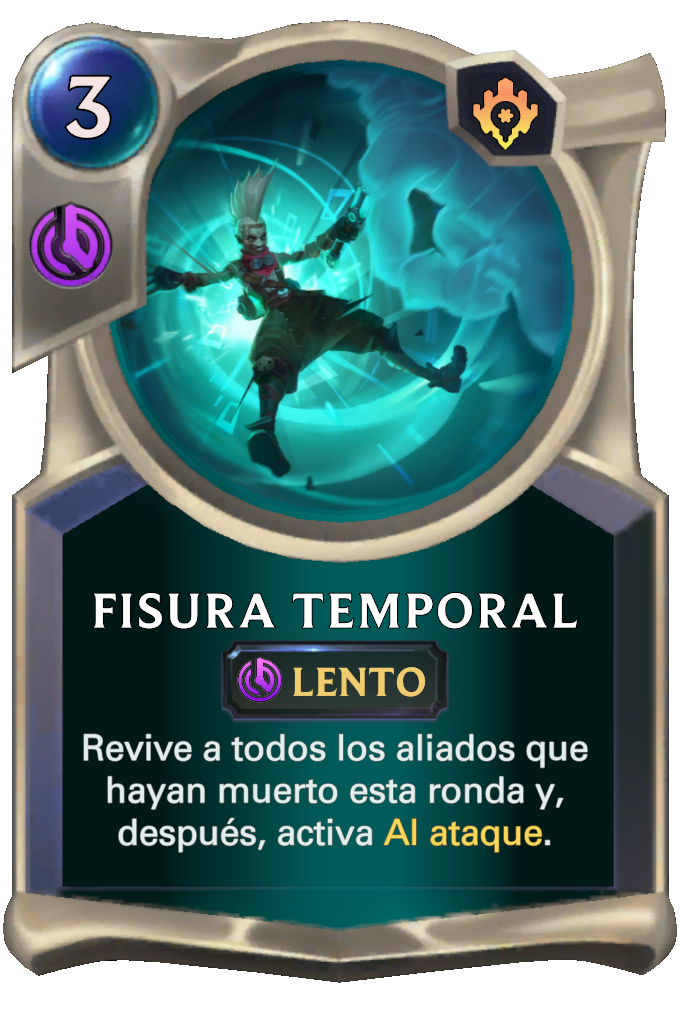 3
FISURA TEMPORAL
LENTO
Revive a todos los aliados que
hayan muerto esta ronda y,
después, activa Al ataque.